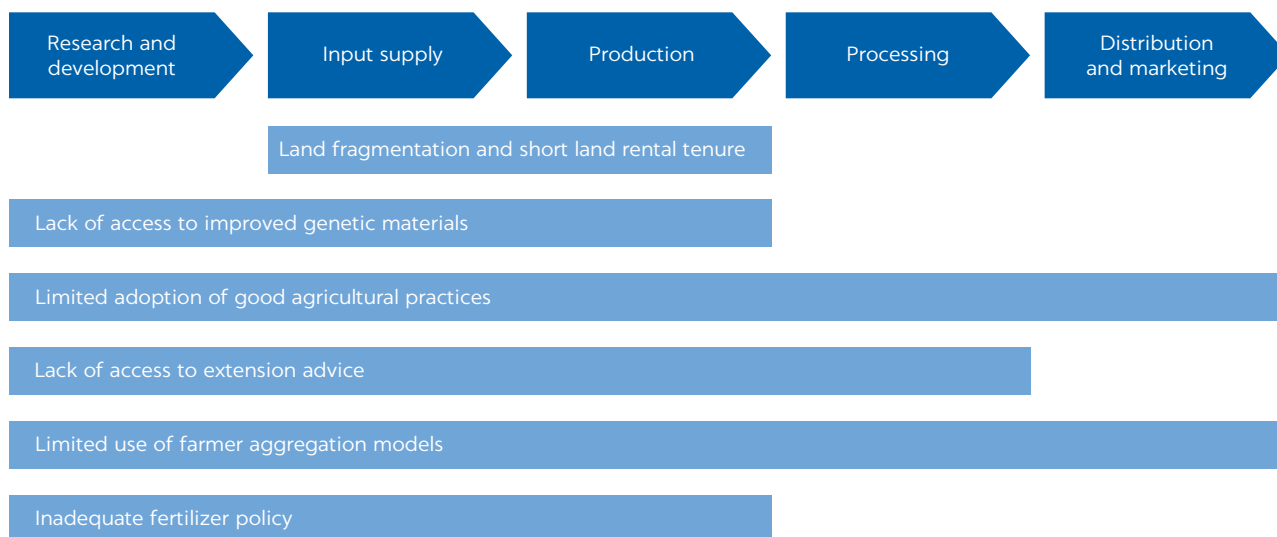 Research and
development
Input supply
Production
Processing
Distribution
and marketing
Land fragmentation and short land rental tenure
Lack of access to improved genetic materials
Limited adoption of good agricultural practices
Lack of access to extension advice
Limited use of farmer aggregation models
Inadequate fertilizer policy